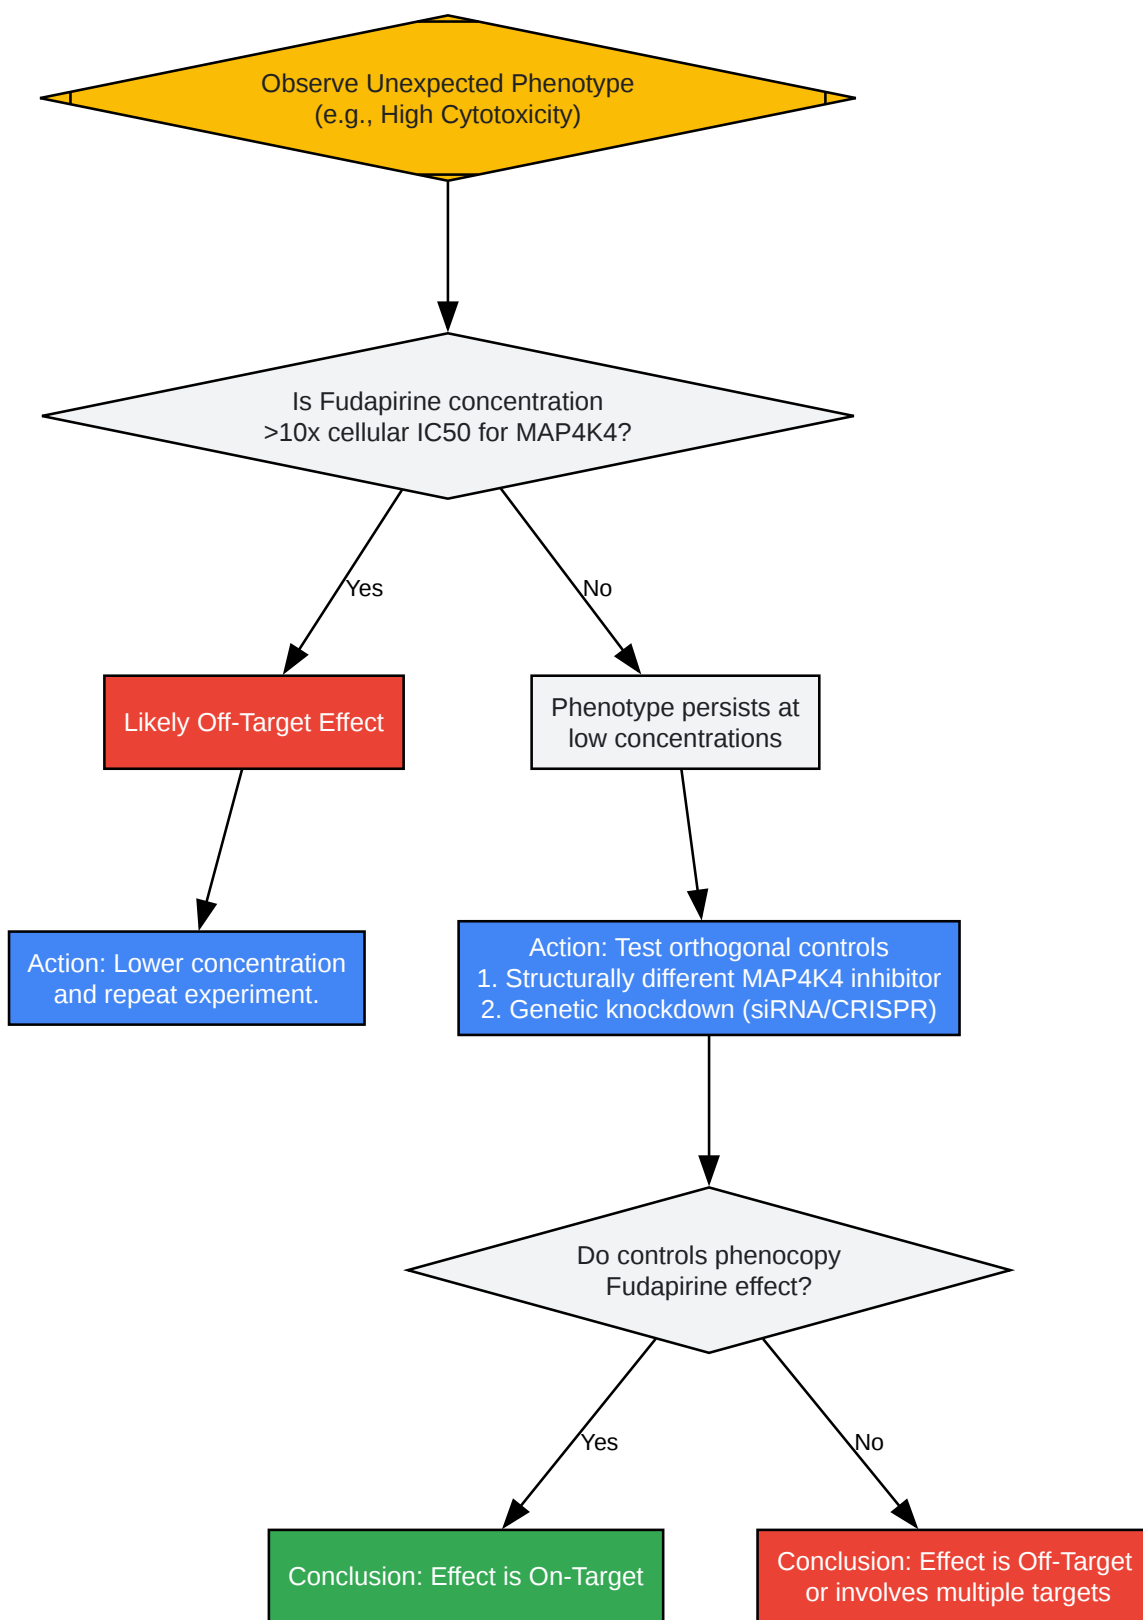 Observe Unexpected Phenotype
(e.g., High Cytotoxicity)
Is Fudapirine concentration
>10x cellular IC50 for MAP4K4?
Yes
No
Likely Off-Target Effect
Phenotype persists at
low concentrations
Action: Lower concentration
and repeat experiment.
Action: Test orthogonal controls
1. Structurally different MAP4K4 inhibitor
2. Genetic knockdown (siRNA/CRISPR)
Do controls phenocopy
Fudapirine effect?
Yes
No
Conclusion: Effect is On-Target
Conclusion: Effect is Off-Target
or involves multiple targets